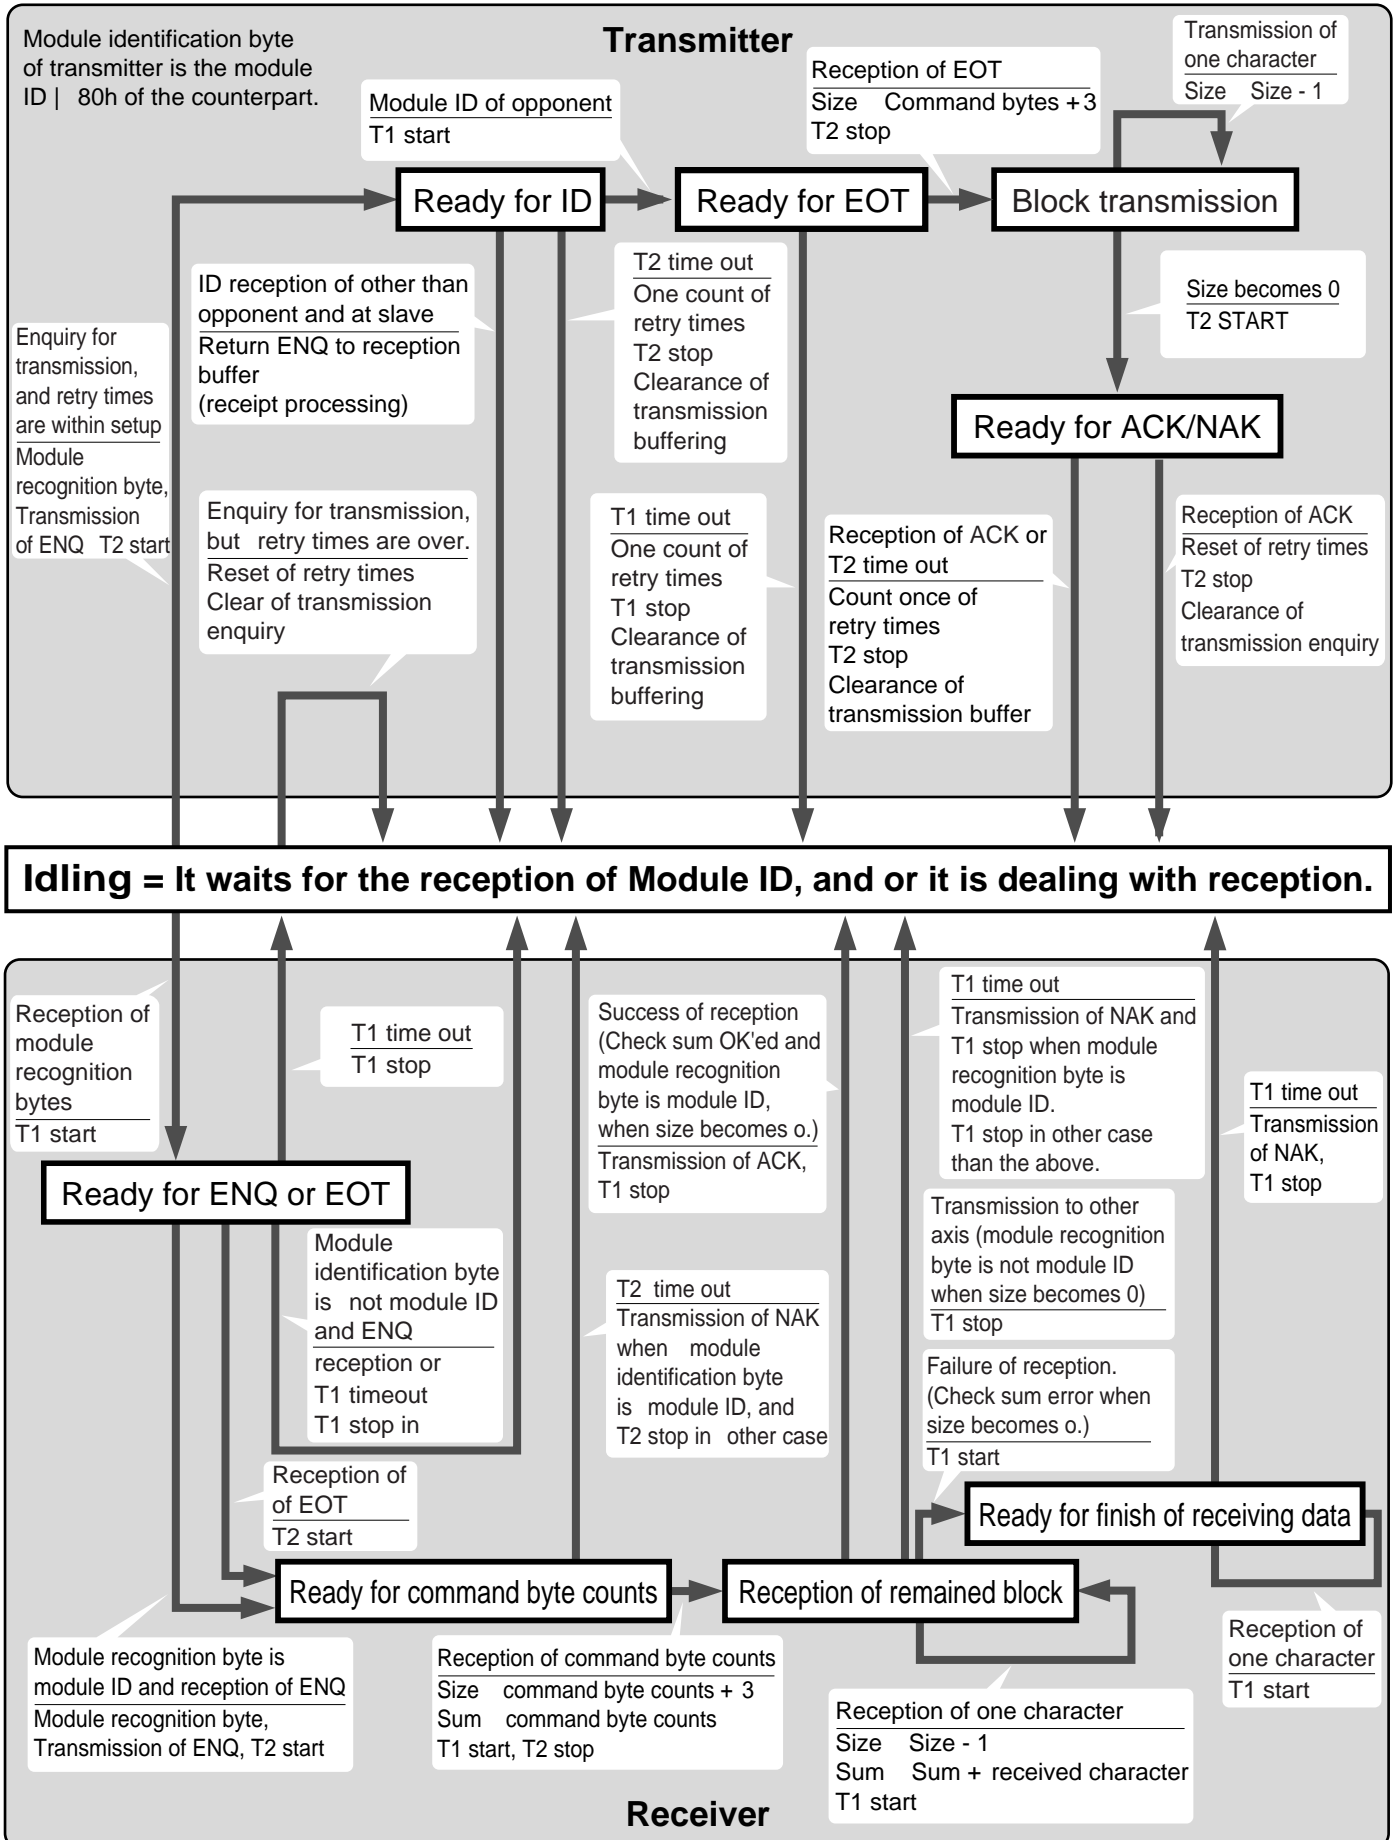 Transmitter
Module identification byte
of transmitter is the module
ID | 80h of the counterpart.
Module ID of opponent
T1 start
Reception of EOT
Size Command bytes + 3
T2 stop
Transmission of
one character
Size Size - 1
Ready for ID
Ready for EOT
Block transmission
ID reception of other than
opponent and at slave
Return ENQ to reception
buffer
(receipt processing)
T2 time out
One count of
retry times
T2 stop
Clearance of
transmission
buffering
Size becomes 0
T2 START
Enquiry for
transmission,
and retry times
are within setup
Module
recognition byte,
Transmission
of ENQ T2 start
Ready for ACK/NAK
Enquiry for transmission,
but retry times are over.
Reset of retry times
Clear of transmission
enquiry
T1 time out
One count of
retry times
T1 stop
Clearance of
transmission
buffering
Reception of ACK or
T2 time out
Count once of
retry times
T2 stop
Clearance of
transmission buffer
Reception of ACK
Reset of retry times
T2 stop
Clearance of
transmission enquiry
Idling = It waits for the reception of Module ID, and or it is dealing with reception.
Reception of
module
recognition
bytes
T1 start
T1 time out
T1 stop
Success of reception
(Check sum OK'ed and
module recognition
byte is module ID,
when size becomes o.)
Transmission of ACK,
T1 stop
T1 time out
Transmission of NAK and
T1 stop when module
recognition byte is
module ID.
T1 stop in other case
than the above.
T1 time out
Transmission
of NAK,
T1 stop
Ready for ENQ or EOT
Module
identification byte
is not module ID
and ENQ
reception or
T1 timeout
T1 stop in
T2 time out
Transmission of NAK
when module
identification byte
is module ID, and
T2 stop in other case
Transmission to other
axis (module recognition
byte is not module ID
when size becomes 0)
T1 stop
Failure of reception.
(Check sum error when
size becomes o.)
T1 start
Reception of
of EOT
T2 start
Ready for finish of receiving data
Ready for command byte counts
Reception of remained block
Module recognition byte is
module ID and reception of ENQ
Module recognition byte,
Transmission of ENQ, T2 start
Reception of command byte counts
Size command byte counts + 3
Sum command byte counts
T1 start, T2 stop
Reception of one character
Size Size - 1
Sum Sum + received character
T1 start
Reception of
one character
T1 start
Receiver